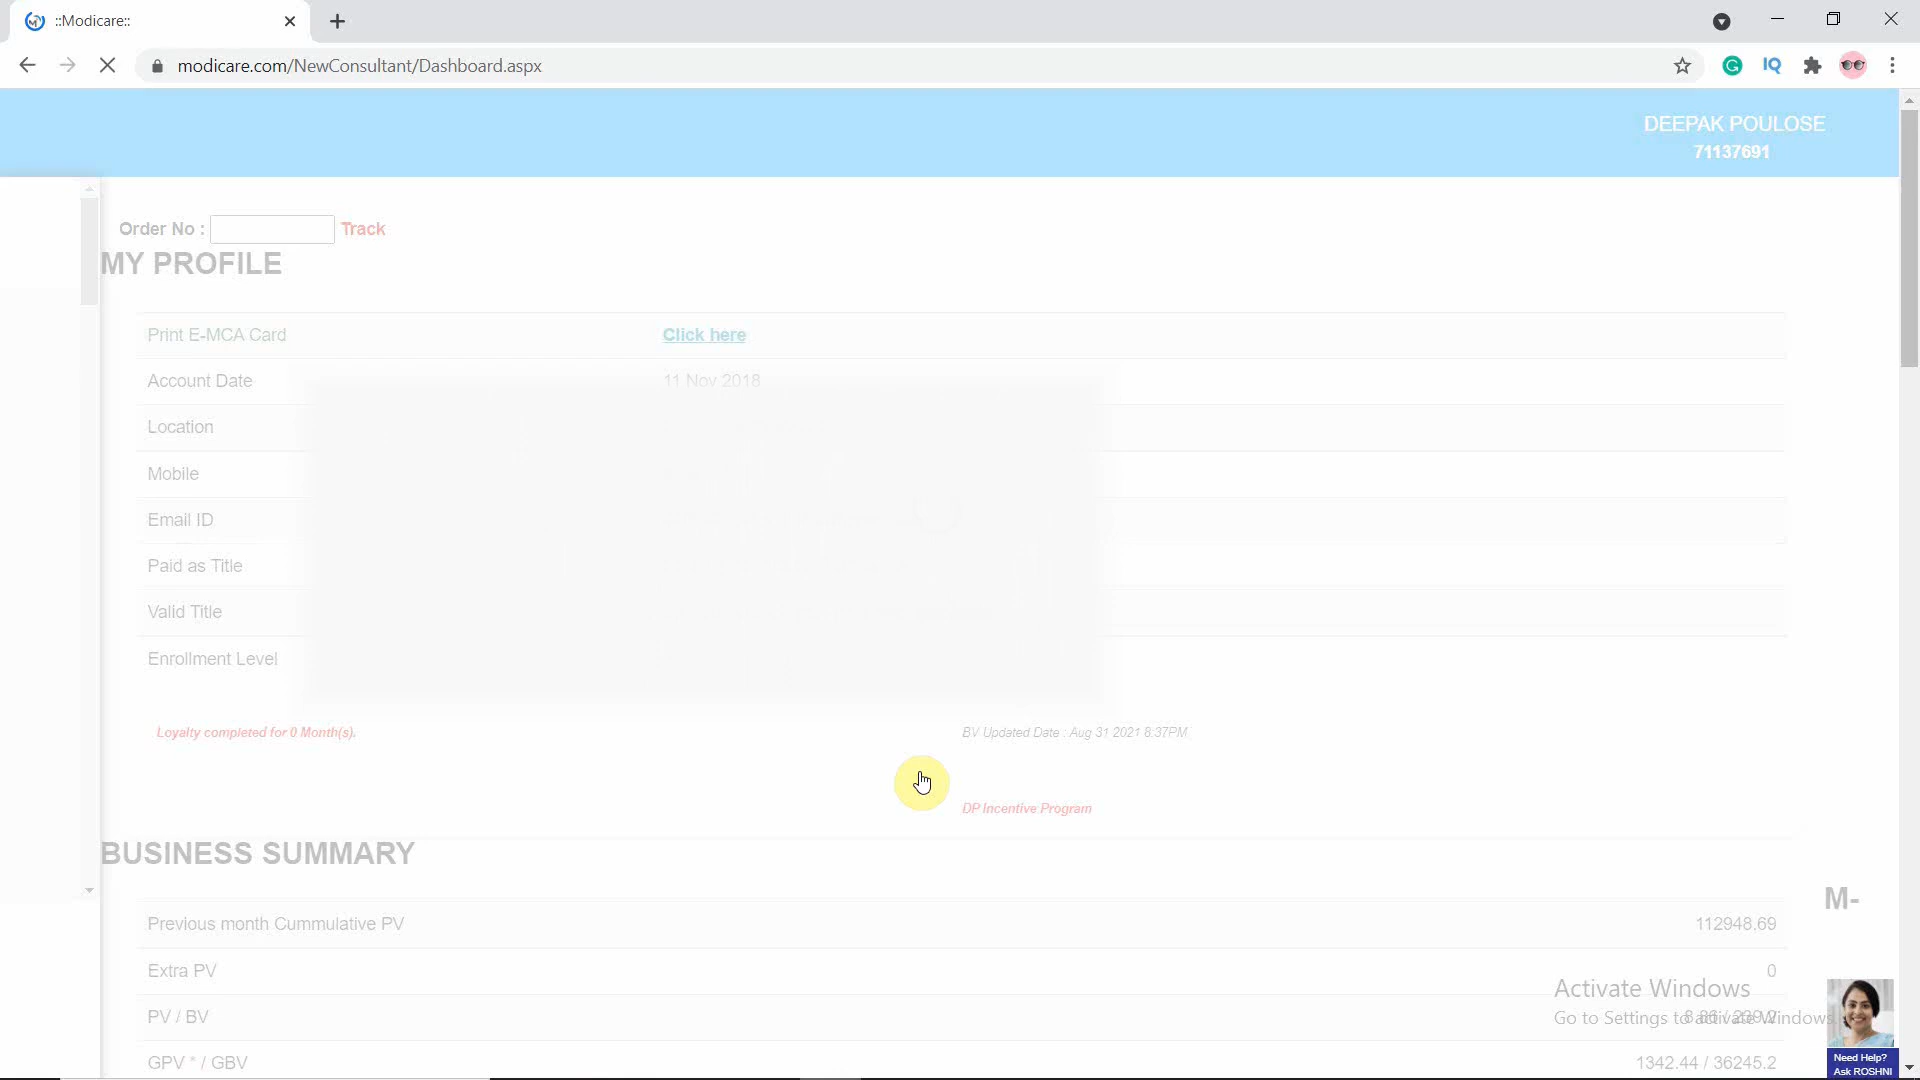 ::Modicare::
modicare.com/NewConsultant/Dashboard.aspx
IQ
DEEPAK POULOSE
71137691
Order No :
Track
MY PROFILE
Print E-MCA Card
Click here
Account Date
11 Nov 2018
Location
Mobile
Email ID
Paid as Title
Valid Title
Enrollment Level
Loyalty completed for 0 Month(s).
BV Updated Date : Aug 31 2021 8:37PM
DP Incentive Program
BUSINESS SUMMARY
M-
Previous month Cummulative PV
112948.69
Extra PV
0
Activate Windows
PV / BV
Go to Settings to activate Windows.
GPV * / GBV
1342.44 / 36245.2
Need Help?
Ask ROSHNI